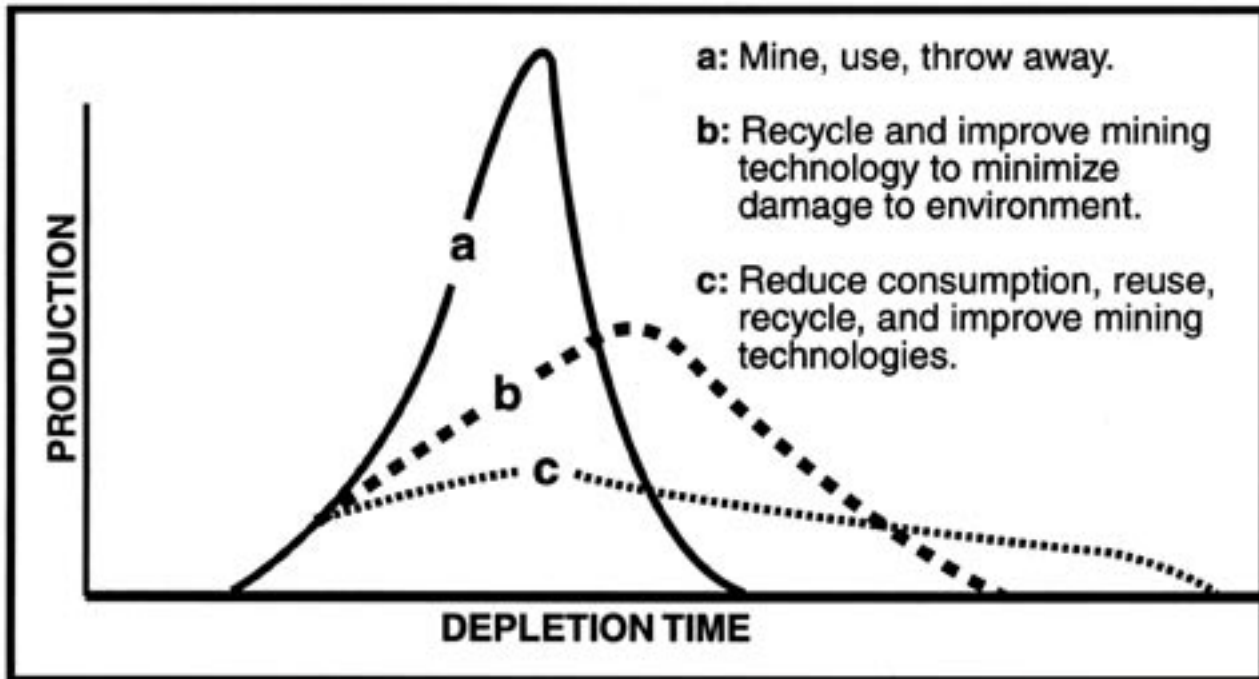 a: Mine, use, throw away.
b: Recycle and improve mining
technology to minimize
damage to environment.
c: Reduce consumption, reuse,
recycle, and improve mining
technologies.
PRODUCTION
a
b
c
DEPLETION TIME